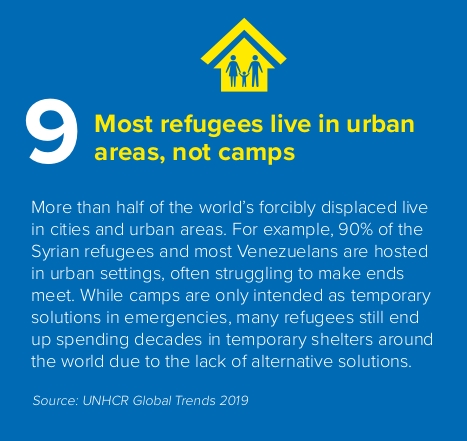 9
Most refugees live in urban
areas, not camps
More than half of the world's forcibly displaced live
in cities and urban areas. For example, 90% of the
Syrian refugees and most Venezuelans are hosted
in urban settings, often struggling to make ends
meet. While camps are only intended as temporary
solutions in emergencies, many refugees still end
up spending decades in temporary shelters around
the world due to the lack of alternative solutions.
Source: UNHCR Global Trends 2019